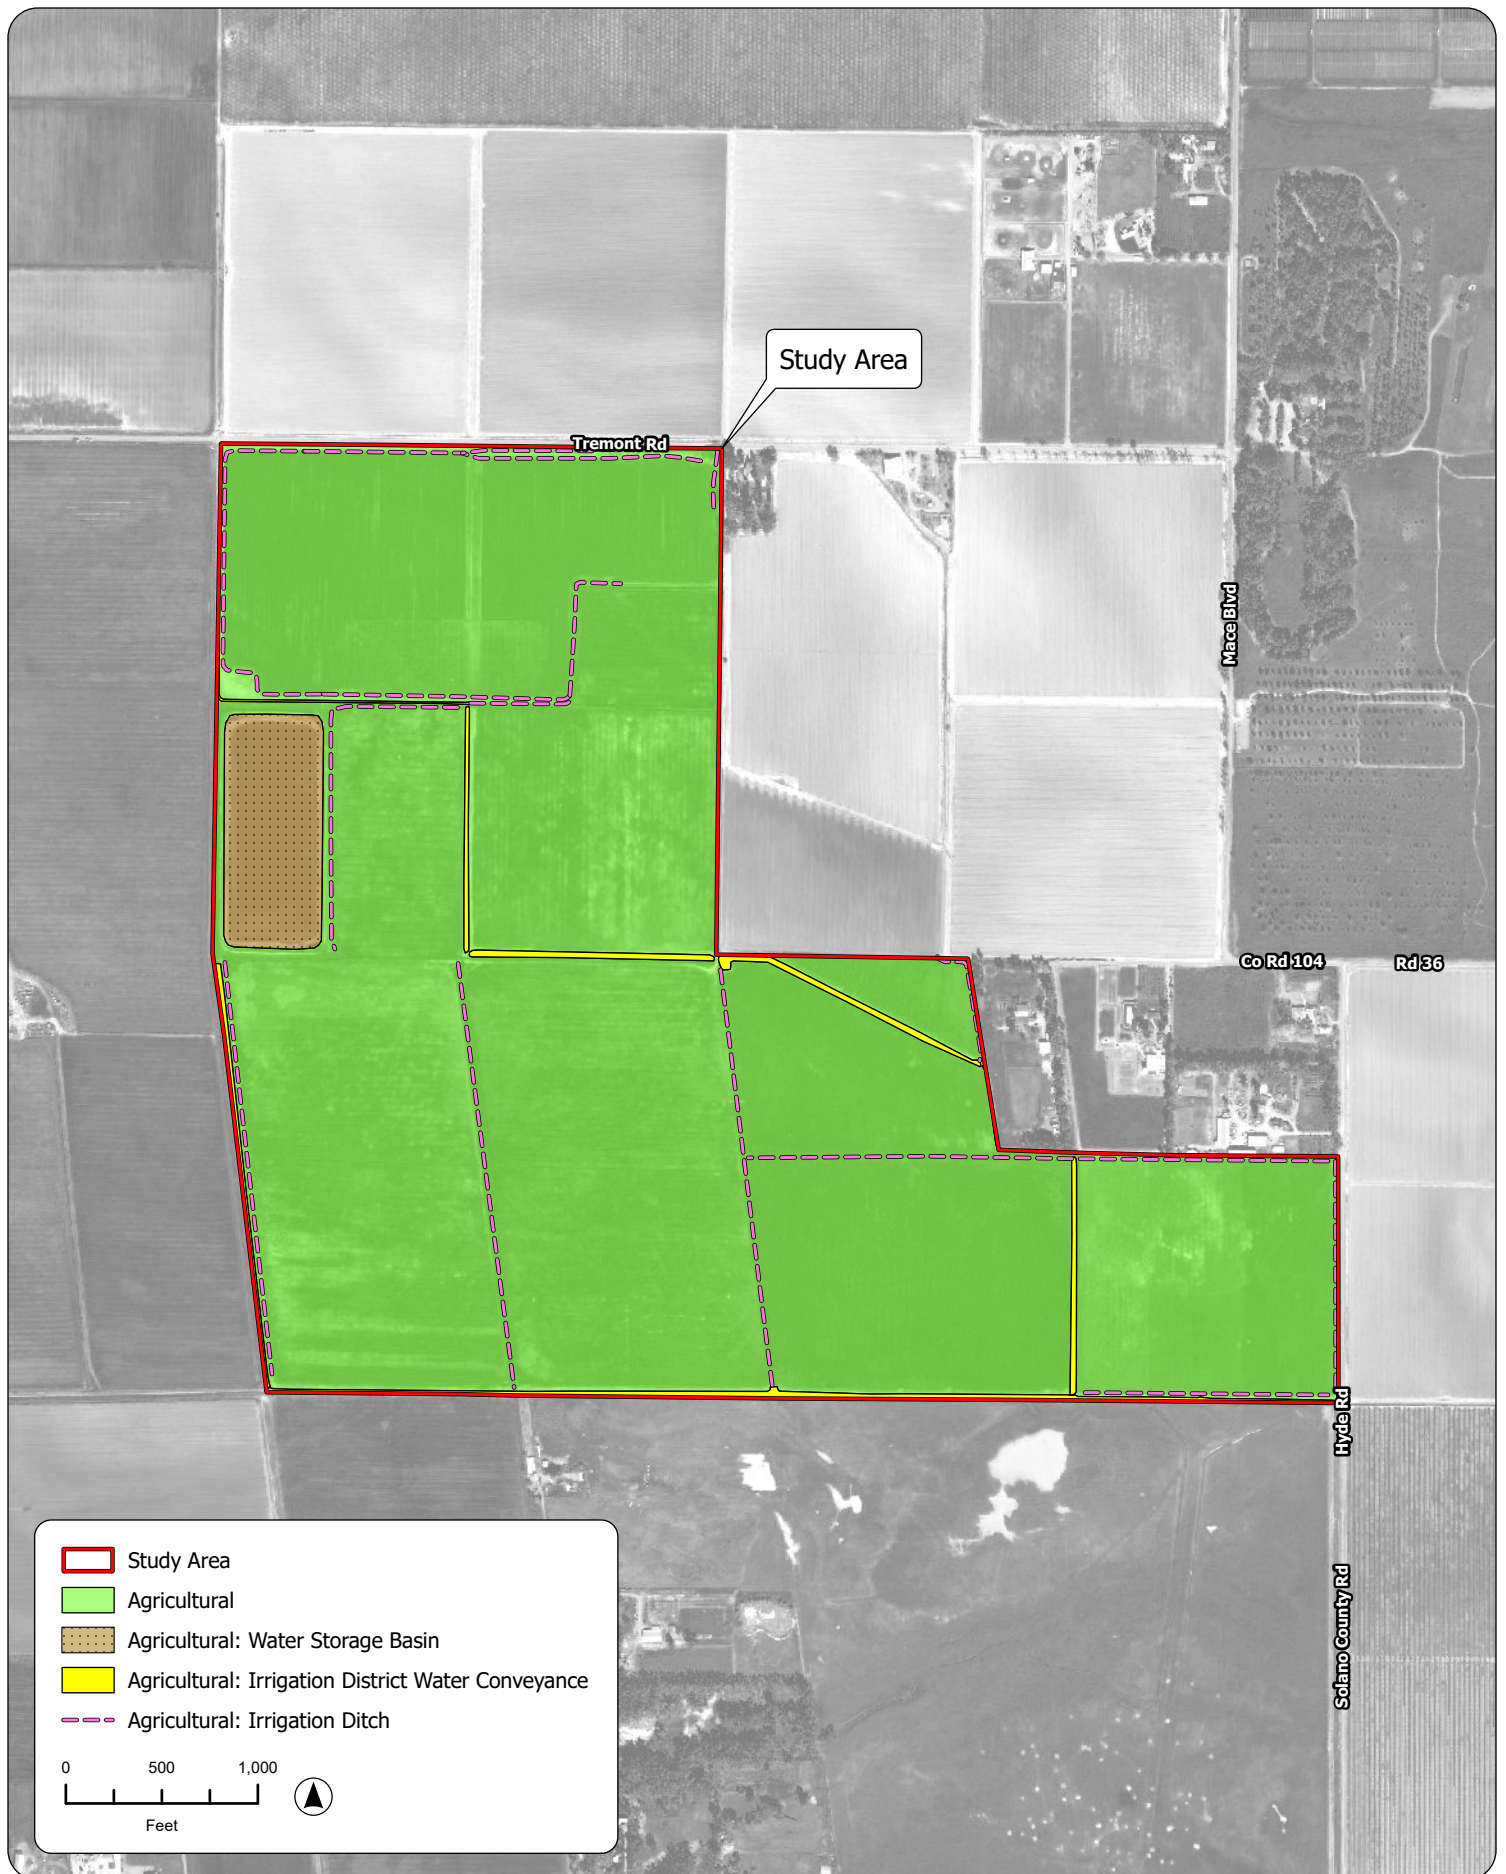 Study Area
Tremont Rd
Mace Blvd
Co Rd 104
Rd 36
Hyde Rd
Solano County Rd
Study Area
Agricultural
Agricultural: Water Storage Basin
Agricultural: Irrigation District Water Conveyance
Agricultural: Irrigation Ditch
0 500 1,000
Feet